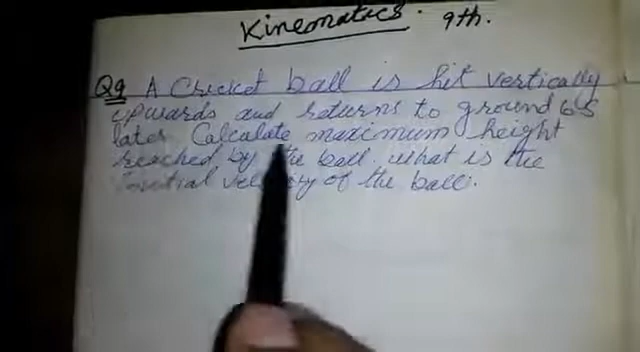 Kinematics. 9th.
Q9 A Cricket ball is hit vertically
upwards and returns to ground 6S
later Calculate maximum height
reached by the ball. what is the
initial velocity of the ball.